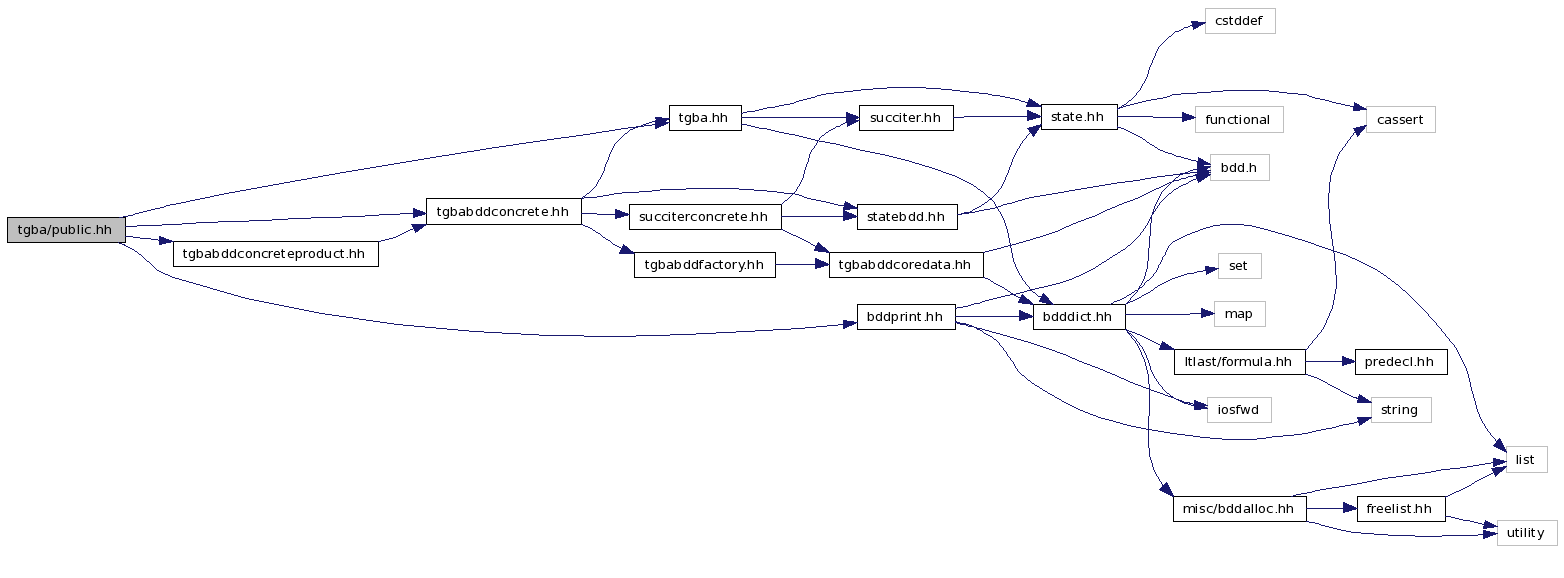 cstddef
tgba.hh
succiter.hh
state.hh
functional
cassert
bdd.h
tgba/public.hh
tgbabddconcrete.hh
succiterconcrete.hh
statebdd.hh
tgbabddconcreteproduct.hh
tgbabddfactory.hh
tgbabddcoredata.hh
set
bddprint.hh
bdddict.hh
map
ltlast/formula.hh
predecl.hh
iosfwd
string
list
misc/bddalloc.hh
freelist.hh
utility